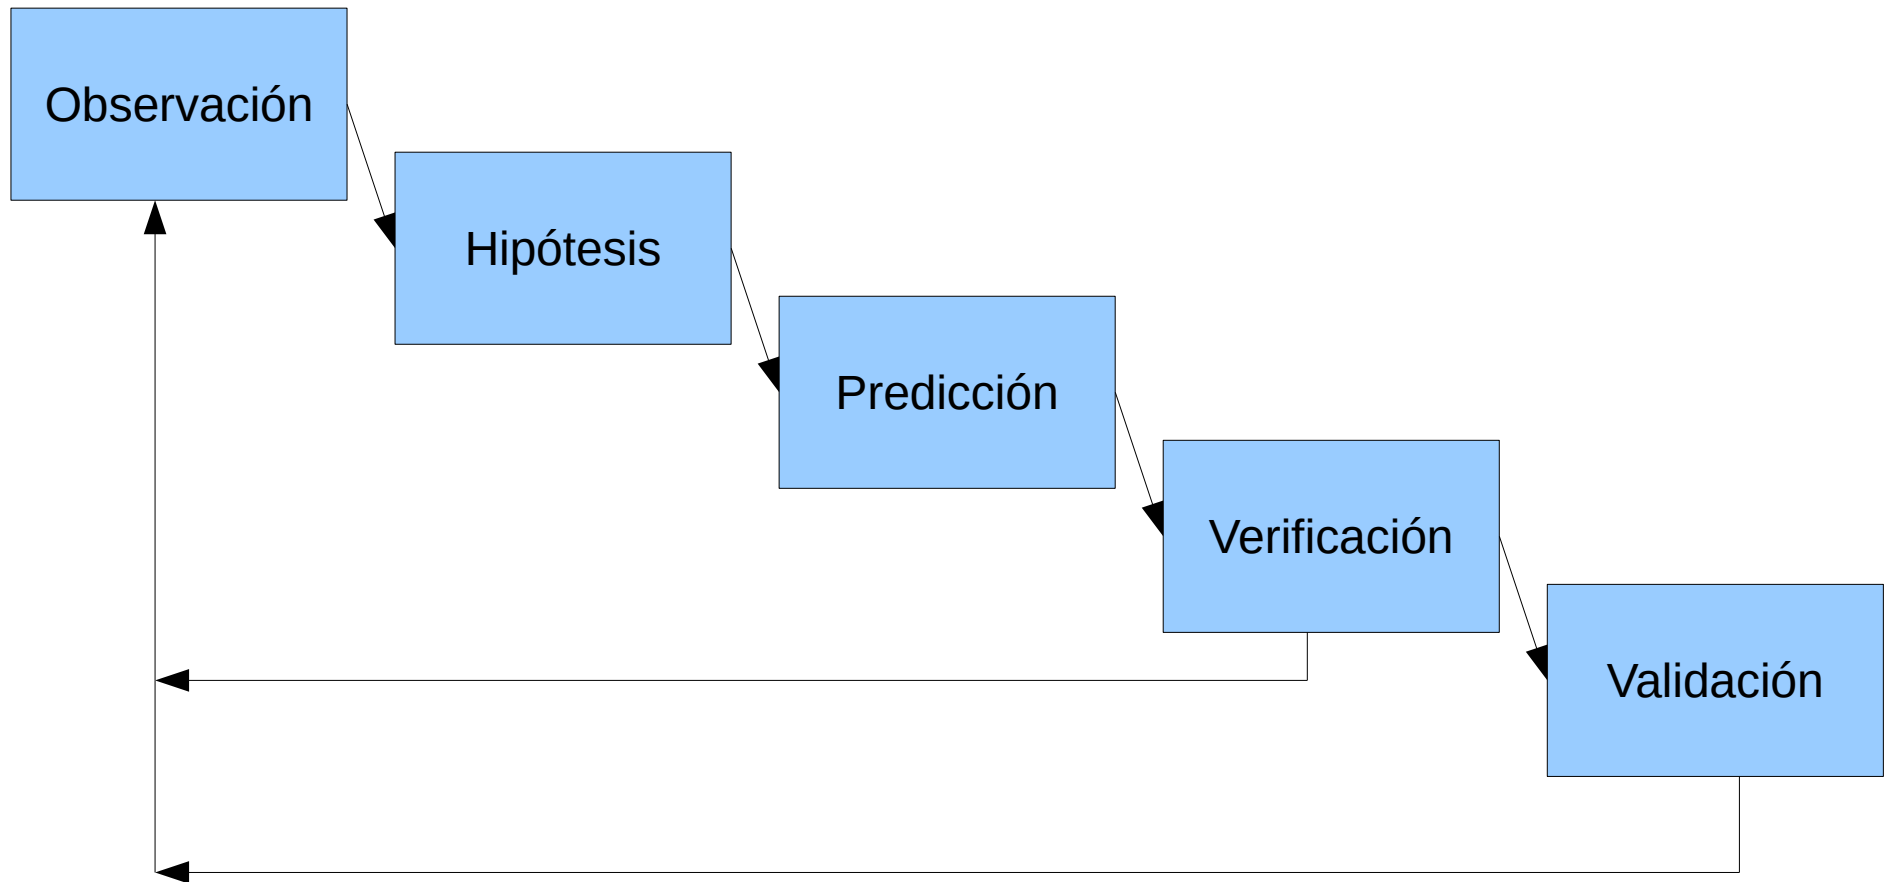 Observación
Hipótesis
Predicción
Verificación
Validación